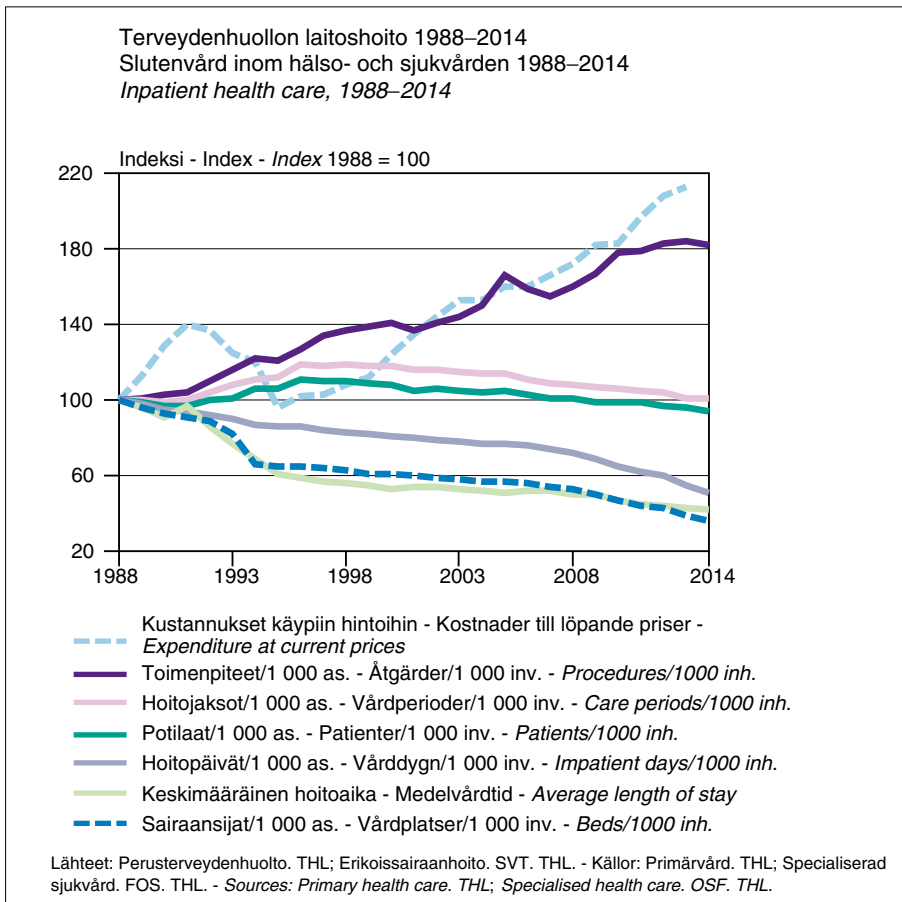 Terveydenhuollon laitoshoito 1988–2014
Slutenvård inom hälso- och sjukvården 1988–2014
Inpatient health care, 1988–2014
Indeksi - Index - Index 1988 = 100
220
180
140
100
60
20
1988 1993 1998 2003 2008 2014
Kustannukset käypiin hintoihin - Kostnader till löpande priser -
Expenditure at current prices
Toimenpiteet/1 000 as. - Åtgärder/1 000 inv. - Procedures/1000 inh.
Hoitojaksot/1 000 as. - Vårdperioder/1 000 inv. - Care periods/1000 inh.
Potilaat/1 000 as. - Patienter/1 000 inv. - Patients/1000 inh.
Hoitopäivät/1 000 as. - Vårddygn/1 000 inv. - Impatient days/1000 inh.
Keskimääräinen hoitoaika - Medelvårdtid - Average length of stay
Sairaansijat/1 000 as. - Vårdplatser/1 000 inv. - Beds/1000 inh.
Lähteet: Perusterveydenhuolto. THL; Erikoissairaanhoito. SVT. THL. - Källor: Primärvård. THL; Specialiserad
sjukvård. FOS. THL. - Sources: Primary health care. THL; Specialised health care. OSF. THL.